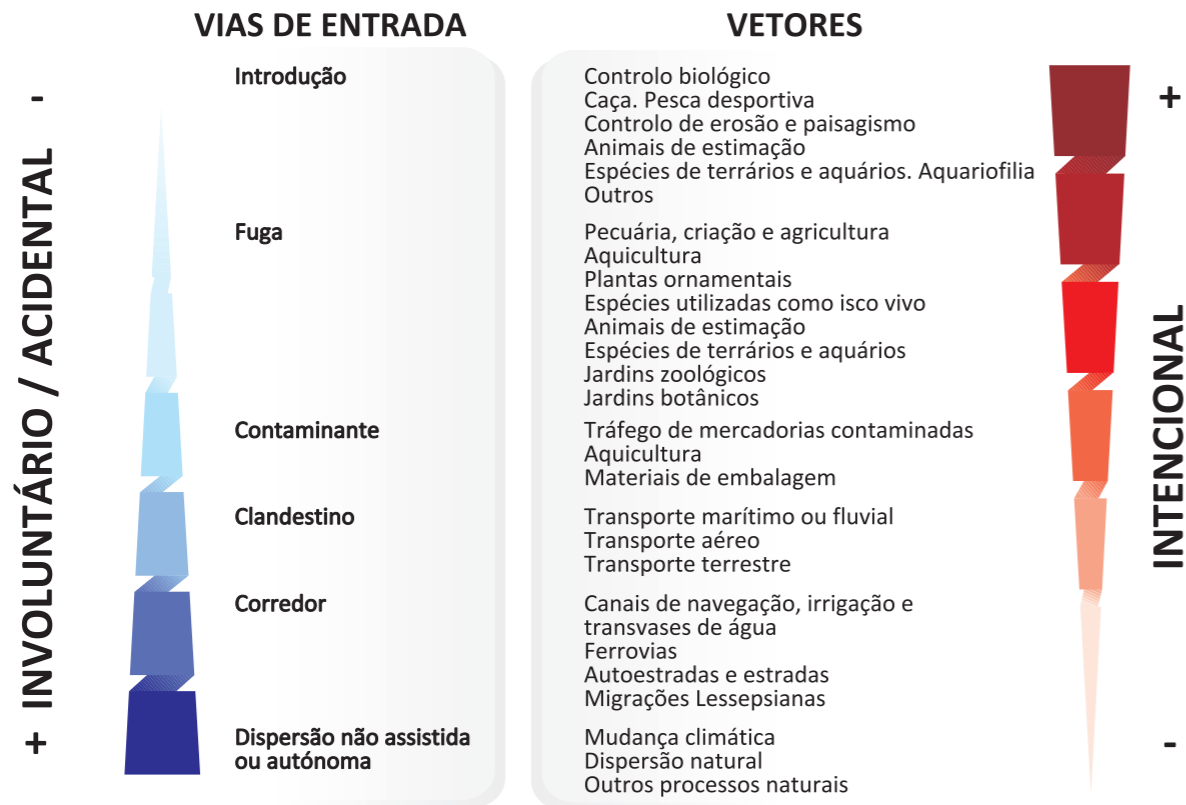 VIAS DE ENTRADA
VETORES
- 
+ INVOLUNTÁRIO / ACIDENTAL
Introdução
Controlo biológico
Caça. Pesca desportiva
Controlo de erosão e paisagismo
Animais de estimação
Espécies de terrários e aquários. Aquariofilia
Outros
Fuga
Pecuária, criação e agricultura
Aquicultura
Plantas ornamentais
Espécies utilizadas como isco vivo
Animais de estimação
Espécies de terrários e aquários
Jardins zoológicos
Jardins botânicos
Contaminante
Tráfego de mercadorias contaminadas
Aquicultura
Materiais de embalagem
Clandestino
Transporte marítimo ou fluvial
Transporte aéreo
Transporte terrestre
Corredor
Canais de navegação, irrigação e
transvases de água
Ferrovias
Autoestradas e estradas
Migrações Lessepsianas
Dispersão não assistida
ou autónoma
Mudança climática
Dispersão natural
Outros processos naturais
+
INTENCIONAL
-